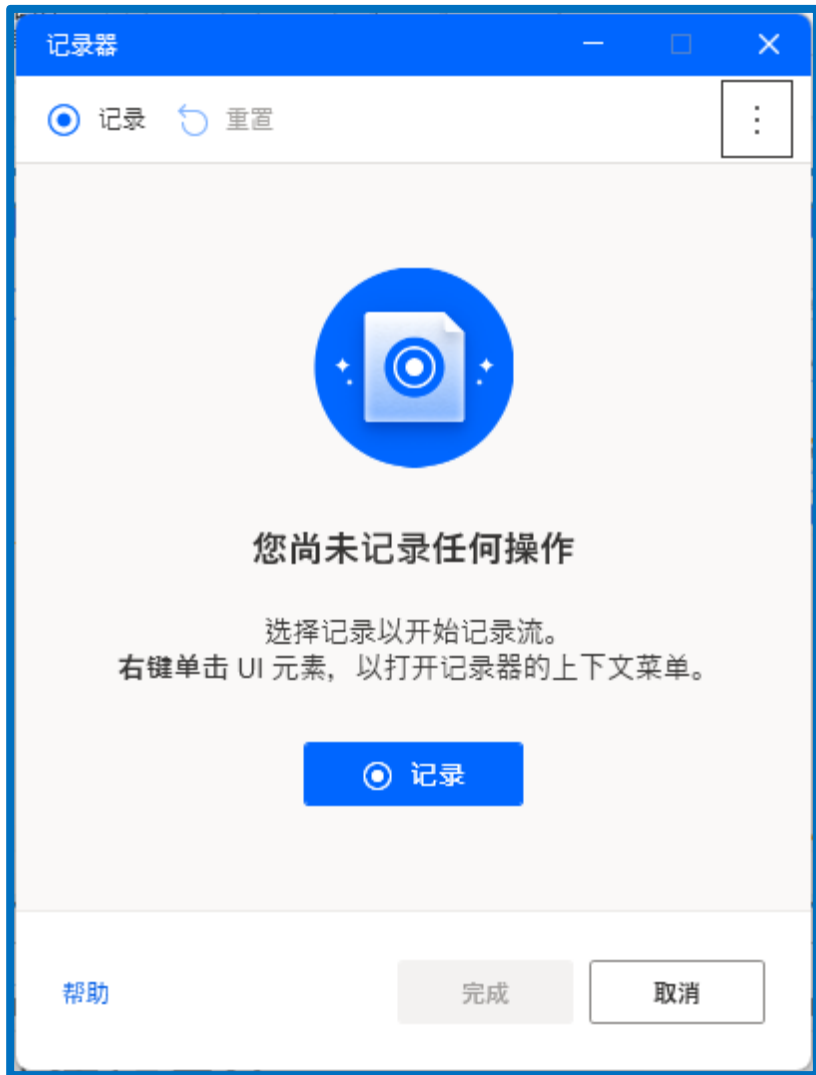 记录器
记录 重置
您尚未记录任何操作
选择记录以开始记录流。
右键单击 UI 元素，以打开记录器的上下文菜单。
记录
帮助 完成 取消